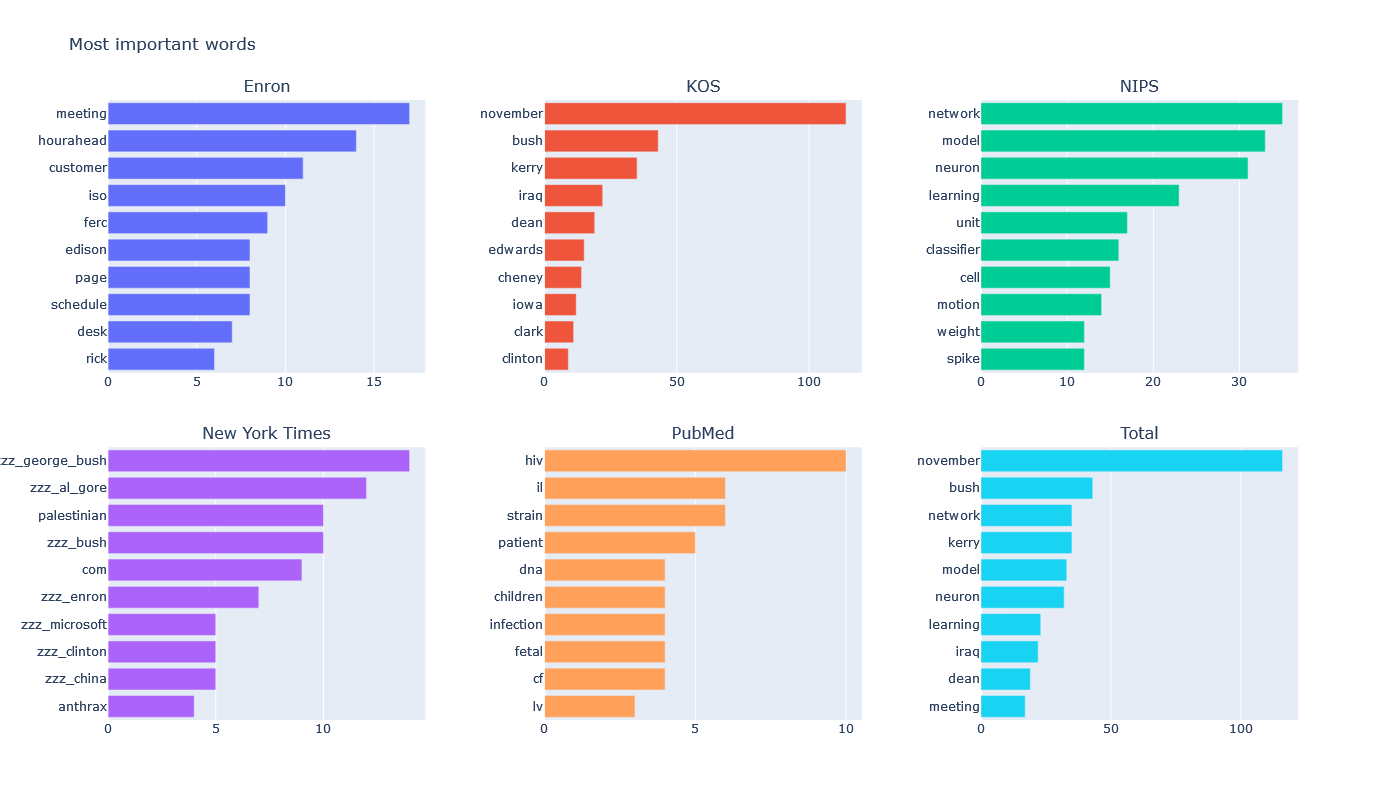 Most important words
Enron
meeting
hourahead
customer
iso
ferc
edison
page
schedule
desk
rick
0 5 10 15
KOS
november
bush
kerry
iraq
dean
edwards
cheney
iowa
clark
clinton
0 50 100
NIPS
network
model
neuron
learning
unit
classifier
cell
motion
weight
spike
0 10 20 30
New York Times
zz_george_bush
zzz_al_gore
palestinian
zzz_bush
com
zzz_enron
zzz_microsoft
zzz_clinton
zzz_china
anthrax
0 5 10
PubMed
hiv
il
strain
patient
dna
children
infection
fetal
cf
lv
0 5 10
Total
november
bush
network
kerry
model
neuron
learning
iraq
dean
meeting
0 50 100